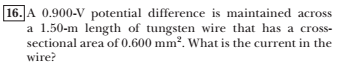 16. A 0.900-V potential difference is maintained across
a 1.50-m length of tungsten wire that has a cross-
sectional area of 0.600 mm². What is the current in the
wire?